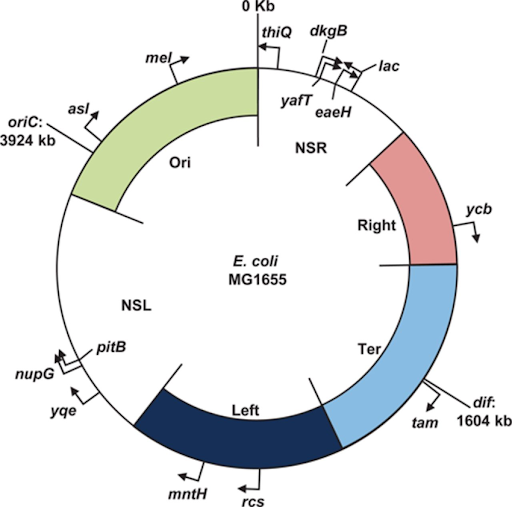 0 Kb
thiQ
dkgB
lac
yafT
eaeH
mel
asl
oriC:
3924 kb
Ori
NSR
Right
ycb
E. coli
MG1655
NSL
Ter
pitB
nupG
yqe
Left
dif:
1604 kb
tam
mntH
rcs